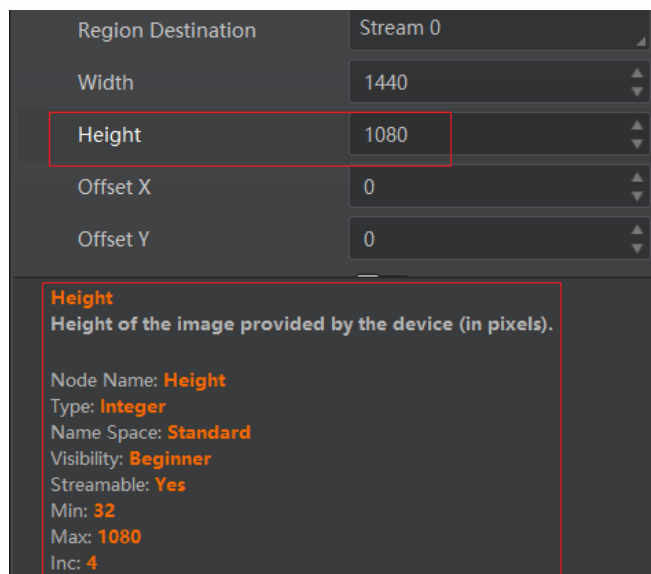 Region Destination Stream 0
Width 1440
Height 1080
Offset X 0
Offset Y 0
Height
Height of the image provided by the device (in pixels).
Node Name: Height
Type: Integer
Name Space: Standard
Visibility: Beginner
Streamable: Yes
Min: 32
Max: 1080
Inc: 4